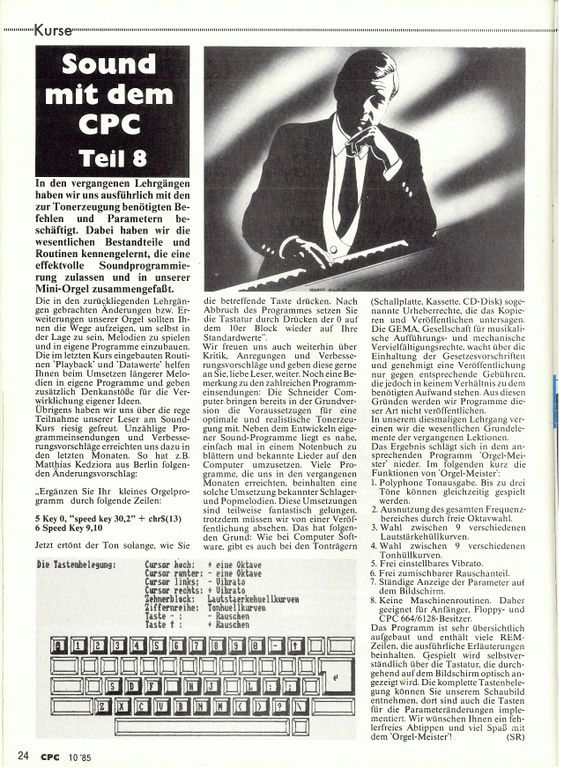 Kurse
Sound
mit dem
CPC
Teil 8
In den vergangenen Lehrgängen
haben wir uns ausführlich mit den
zur Tonerzeugung benötigten Be-
fehlen und Parametern be-
schäftigt. Dabei haben wir die
wesentlichen Bestandteile und
Routinen kennengelernt, die eine
effektvolle Soundprogrammie-
rung zulassen und in unserer
Mini-Orgel zusammengefaßt.
Die in den zurückliegenden Lehrgän-
gen gebrachten Änderungen bzw. Er-
weiterungen unserer Orgel sollten Ih-
nen die Wege aufzeigen, um selbst in
der Lage zu sein, Melodien zu spielen
und in eigene Programme einzubauen.
Die im letzten Kurs eingebauten Routi-
nen 'Playback' und 'Datawerte' helfen
Ihnen beim Umsetzen längerer Melo-
dien in eigene Programme und geben
zusätzlich Denkanstöße für die Ver-
wirklichung eigener Ideen.
Übrigens haben wir uns über die rege
Teilnahme unserer Leser am Sound-
Kurs riesig gefreut. Unzählige Pro-
grammeinsendungen und Verbesse-
rungsvorschläge erreichten uns dazu in
den letzten Monaten. So hat z.B.
Matthias Kedziora aus Berlin folgen-
den Änderungsvorschlag:
„Ergänzen Sie Ihr kleines Orgelpro-
gramm durch folgende Zeilen:
5 Key 0, "speed key 30,2" + chr$(13)
6 Speed Key 9,10
Jetzt ertönt der Ton solange, wie Sie
die betreffende Taste drücken. Nach
Abbruch des Programmes setzen Sie
die Tastatur durch Drücken der 0 auf
dem 10er Block wieder auf Ihre
Standardwerte".
Wir freuen uns auch weiterhin über
Kritik, Anregungen und Verbesse-
rungsvorschläge und geben diese gerne
an Sie, liebe Leser, weiter. Noch eine Be-
merkung zu den zahlreichen Programm-
einsendungen: Die Schneider Com-
puter bringen bereits in der Grundver-
sion die Voraussetzungen für eine
optimale und realistische Tonerzeu-
gung mit. Neben dem Entwickeln eige-
ner Sound-Programme liegt es nahe,
einfach mal in einem Notenbuch zu
blättern und bekannte Lieder auf den
Computer umzusetzen. Viele Pro-
gramme, die uns in den vergangenen
Monaten erreichten, beinhalten eine
solche Umsetzung bekannter Schlager-
und Popmelodien. Diese Umsetzungen
sind teilweise fantastisch gelungen,
trotzdem müssen wir von einer Veröf-
fentlichung absehen. Das hat folgen-
den Grund: Wie bei Computer Soft-
ware, gibt es auch bei den Tonträgern
(Schallplatte, Kassette, CD-Disk) soge-
nannte Urheberrechte, die das Kopie-
ren und Veröffentlichen untersagen.
Die GEMA, Gesellschaft für musikali-
sche Aufführungs- und mechanische
Vervielfältigungsrechte, wacht über die
Einhaltung der Gesetzesvorschriften
und genehmigt eine Veröffentlichung
nur gegen entsprechende Gebühren,
die jedoch in keinem Verhältnis zu dem
benötigten Aufwand stehen. Aus diesen
Gründen werden wir Programme die-
ser Art nicht veröffentlichen.
In unserem diesmaligen Lehrgang ver-
einen wir die wesentlichen Grundele-
mente der vergangenen Lektionen.
Das Ergebnis schlägt sich in dem an-
sprechenden Programm 'Orgel-Mei-
ster' nieder. Im folgenden kurz die
Funktionen von 'Orgel-Meister':
1. Polyphone Tonausgabe. Bis zu drei
Töne können gleichzeitig gespielt
werden.
2. Ausnutzung des gesamten Frequenz-
bereiches durch freie Oktavwahl.
3. Wahl zwischen 9 verschiedenen
Lautstärkehüllkurven.
4. Wahl zwischen 9 verschiedenen
Tonhüllkurven.
5. Frei einstellbares Vibrato.
6. Frei zumischbarer Rauschanteil.
7. Ständige Anzeige der Parameter auf
dem Bildschirm.
8. Keine Maschinenroutinen. Daher
geeignet für Anfänger, Floppy- und
CPC 664/6128-Besitzer.
Das Programm ist sehr übersichtlich
aufgebaut und enthält viele REM-
Zeilen, die ausführliche Erläuterungen
beinhalten. Gespielt wird selbstver-
ständlich über die Tastatur, die durch-
gehend auf dem Bildschirm optisch an-
gezeigt wird. Die komplette Tastenbele-
gung können Sie unserem Schaubild
entnehmen, dort sind auch die Tasten
für die Parameteränderungen imple-
mentiert. Wir wünschen Ihnen ein feh-
lerfreies Abtippen und viel Spaß mit
dem 'Orgel-Meister'! (SR)
Die Tastenbelegung:
Cursor hoch: + eine Oktave
Cursor runter: - eine Oktave
Cursor links: - Vibrato
Cursor rechts: + Vibrato
Zehnerblock: Lautstaerkehuellkurven
Ziffernreihe: Tonhuellkurven
Taste - : - Rauschen
Taste ↑ : + Rauschen
1 2 3 4 5 6 7 8 9 0 - ↑
S D F H J L : ;
Z X C V B N M
24 CPC 10'85